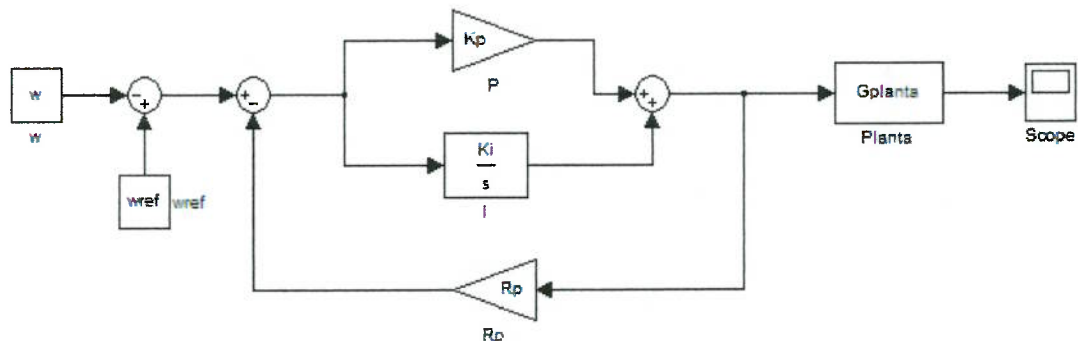 Kp
P
w
w
- +
+ -
+ +
Gplanta
Planta
Scope
wref
wref
Ki
s
I
Rp
Rp